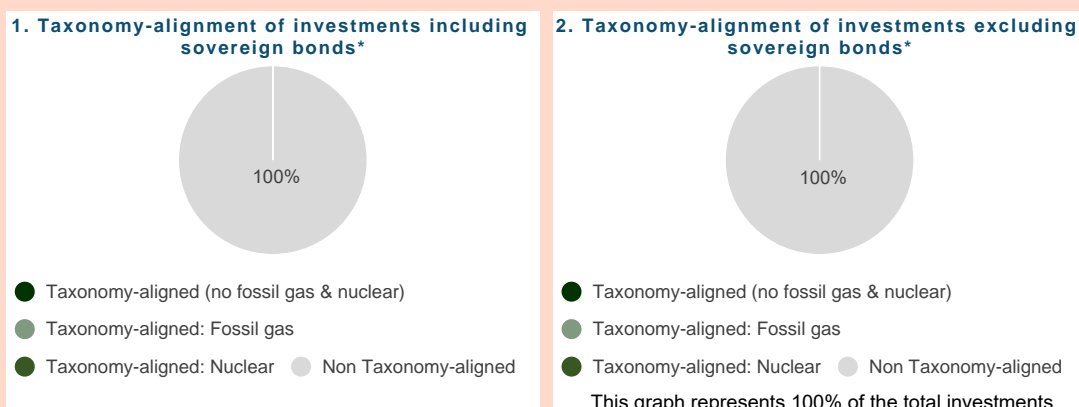 1. Taxonomy-alignment of investments including
sovereign bonds*
100%
Taxonomy-aligned (no fossil gas & nuclear)
Taxonomy-aligned: Fossil gas
Taxonomy-aligned: Nuclear
Non Taxonomy-aligned
2. Taxonomy-alignment of investments excluding
sovereign bonds*
100%
Taxonomy-aligned (no fossil gas & nuclear)
Taxonomy-aligned: Fossil gas
Taxonomy-aligned: Nuclear
Non Taxonomy-aligned
This graph represents 100% of the total investments